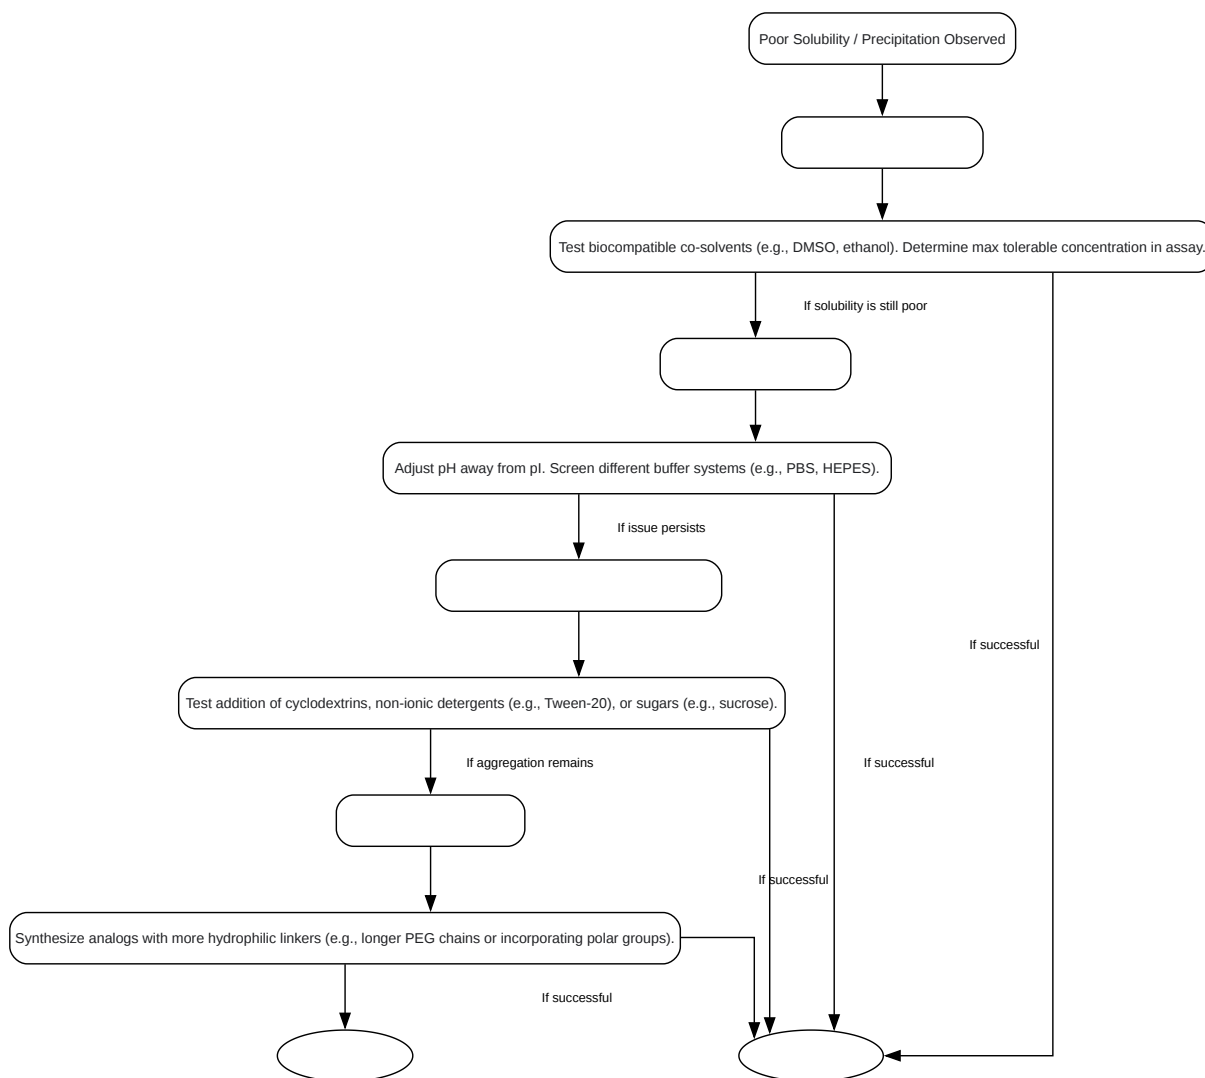 Poor Solubility / Precipitation Observed
Test biocompatible co-solvents (e.g., DMSO, ethanol). Determine max tolerable concentration in assay.
If solubility is still poor
Adjust pH away from pI. Screen different buffer systems (e.g., PBS, HEPES).
If issue persists
If successful
Test addition of cyclodextrins, non-ionic detergents (e.g., Tween-20), or sugars (e.g., sucrose).
If aggregation remains
If successful
If successful
Synthesize analogs with more hydrophilic linkers (e.g., longer PEG chains or incorporating polar groups).
If successful